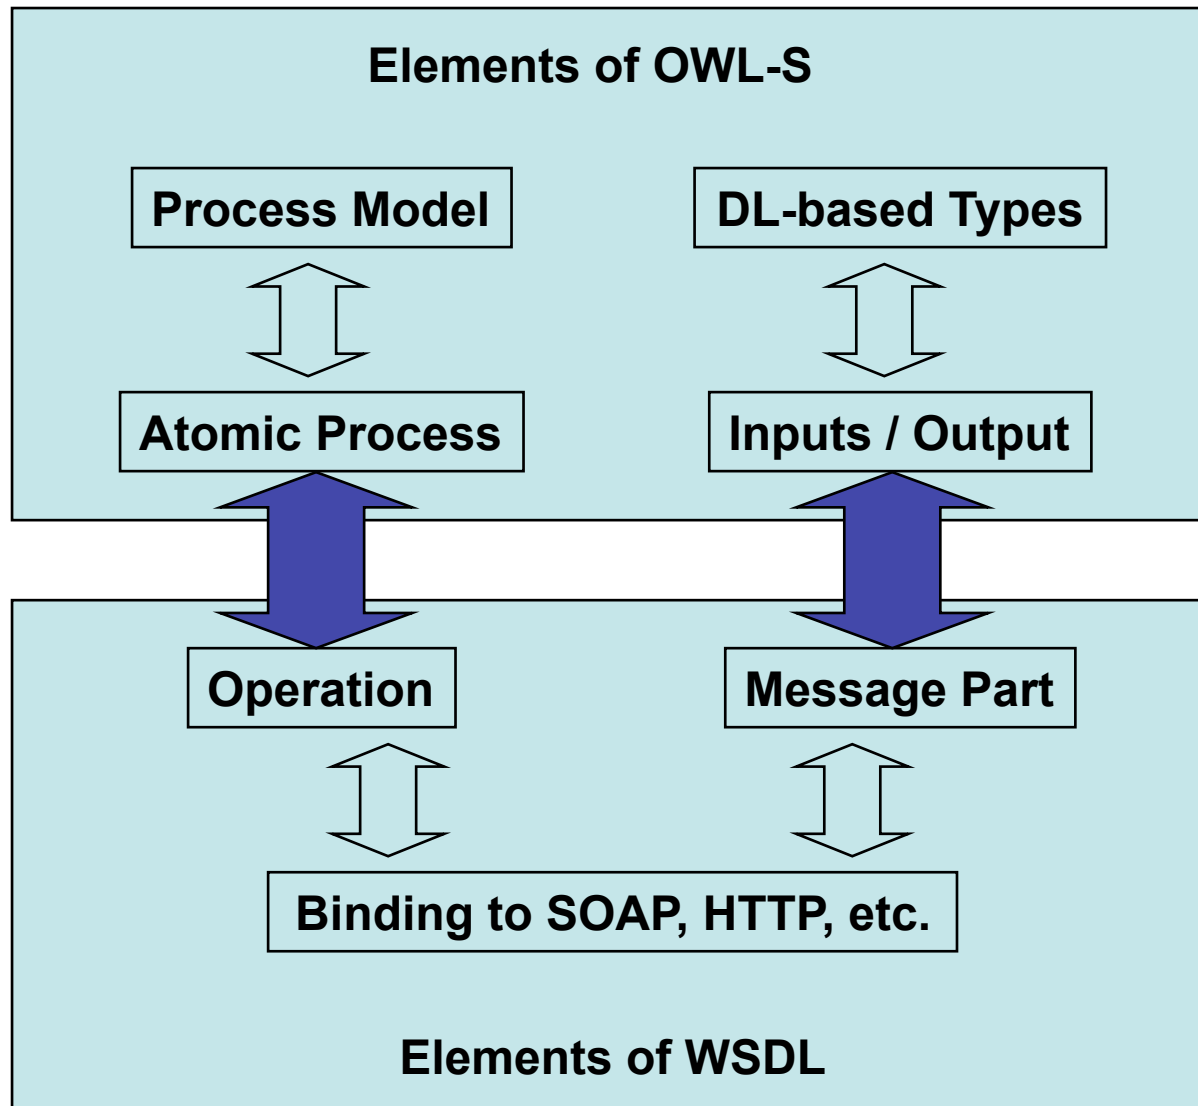 Elements of OWL-S
Process Model
DL-based Types
Atomic Process
Inputs / Output
Operation
Message Part
Binding to SOAP, HTTP, etc.
Elements of WSDL